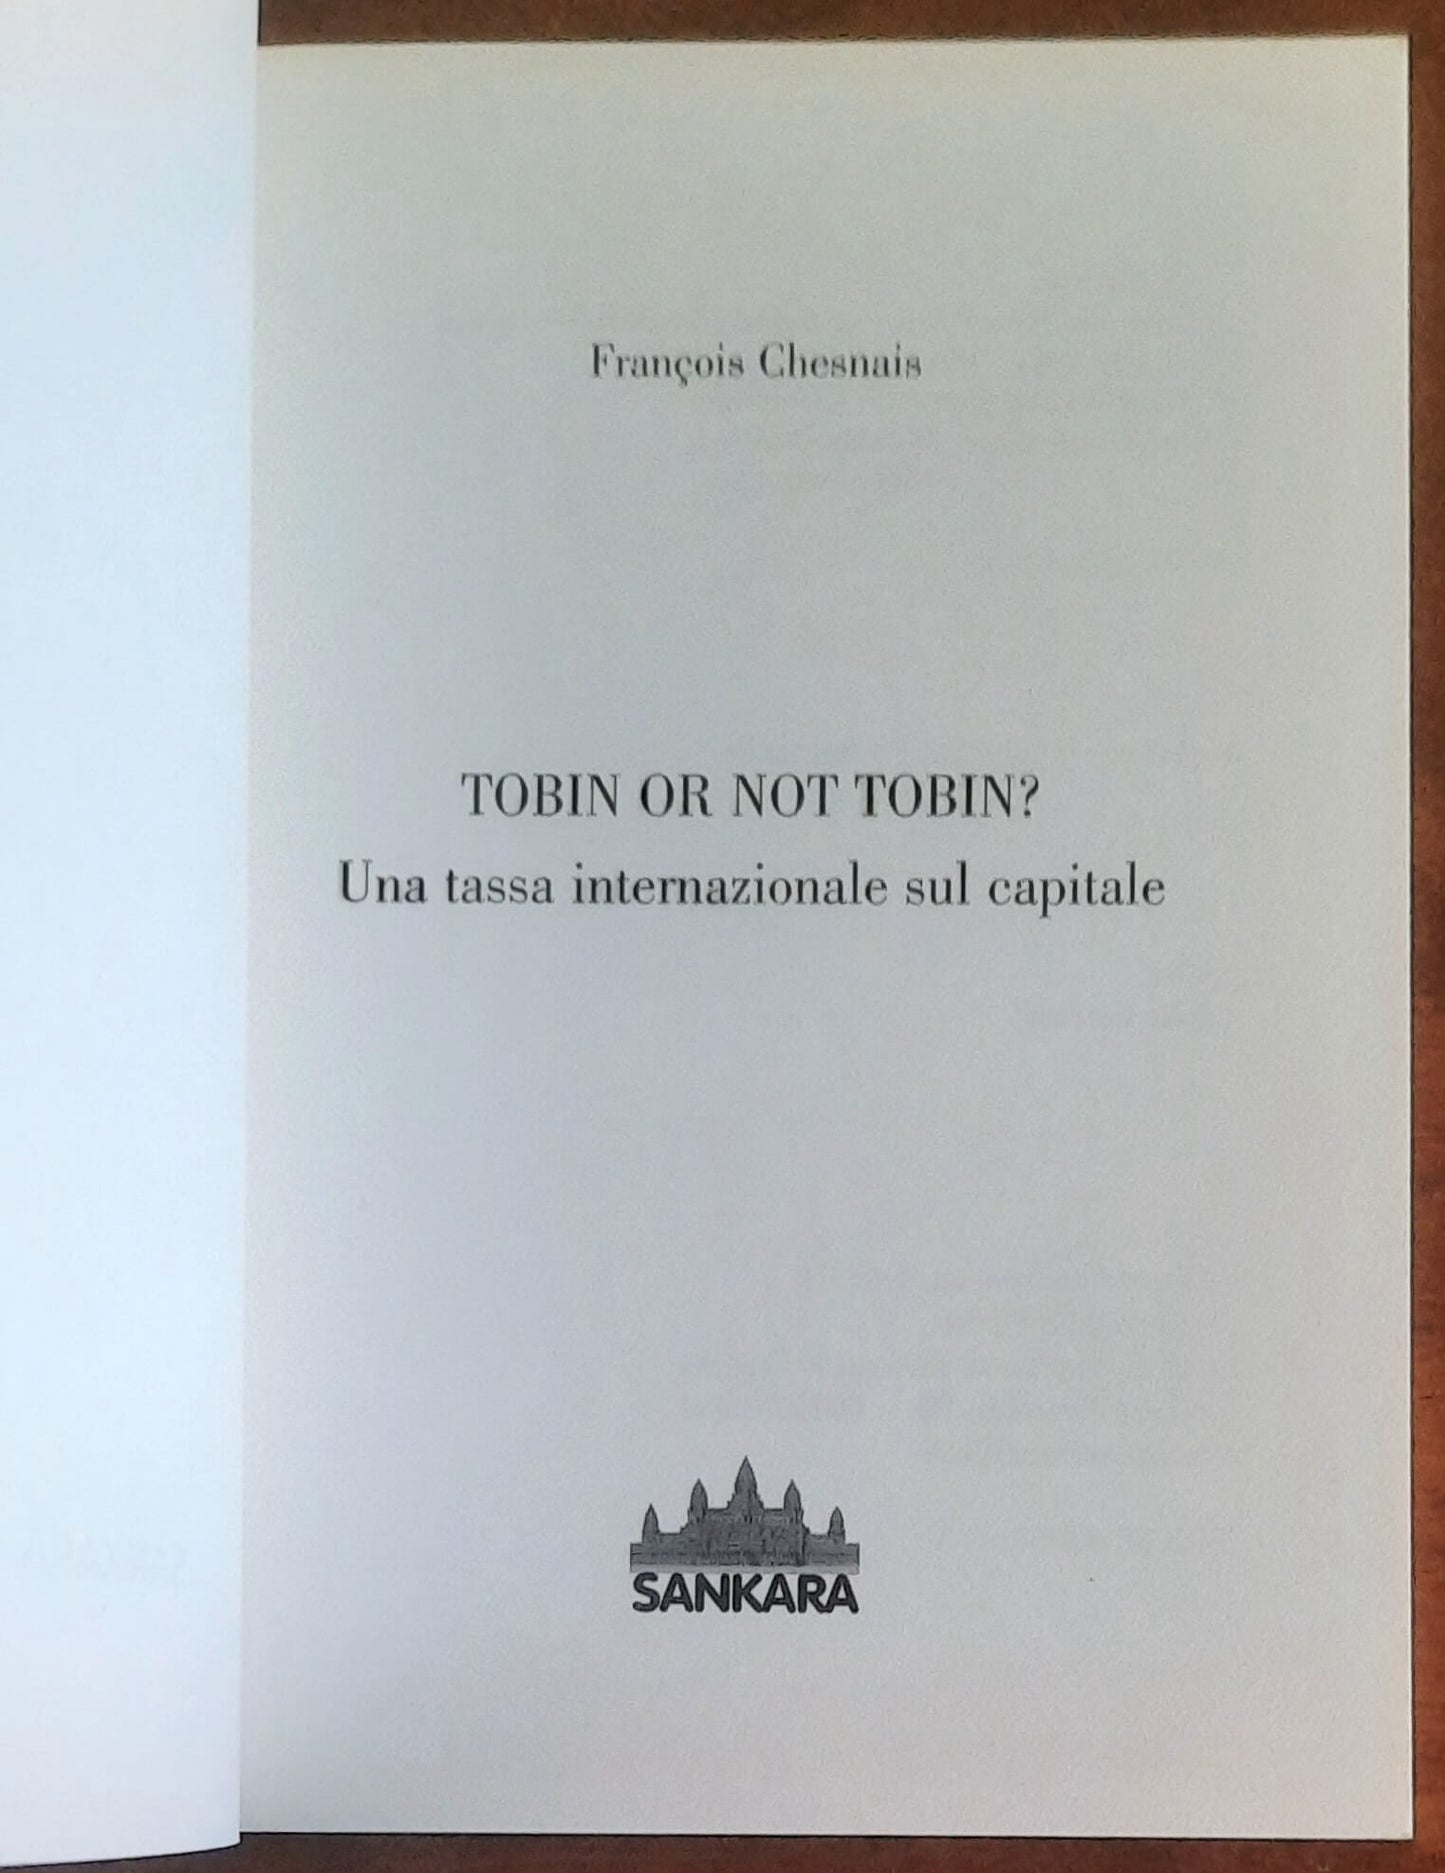 François Chesnais
TOBIN OR NOT TOBIN?
Una tassa internazionale sul capitale
SANKARA